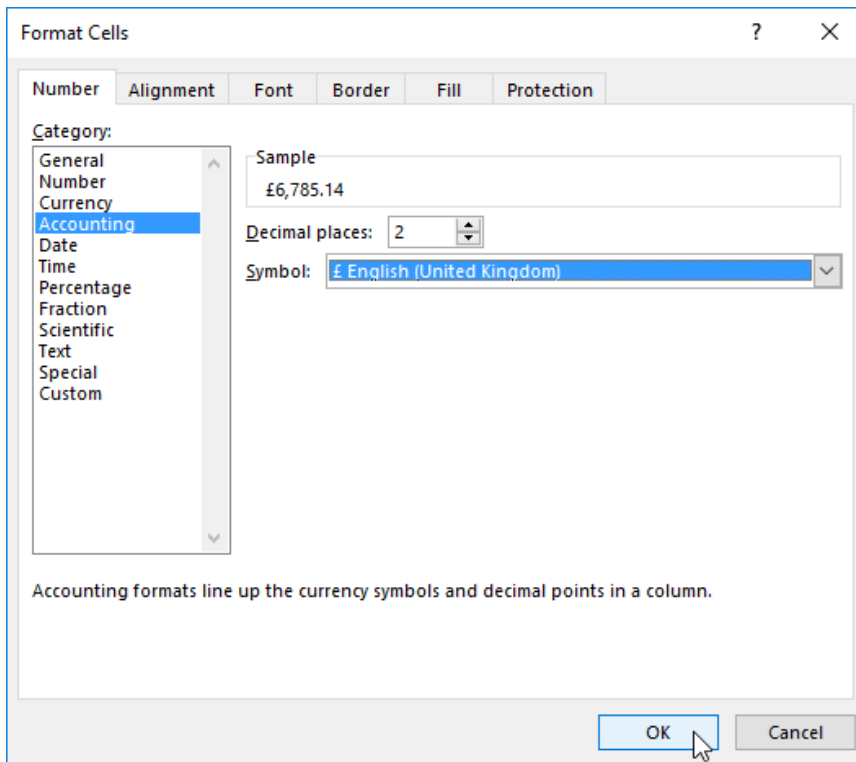 Format Cells
?
Number Alignment Font Border Fill Protection
Category:
General
Number
Currency
Accounting
Date
Time
Percentage
Fraction
Scientific
Text
Special
Custom
Sample
£6,785.14
Decimal places: 2
Symbol: £ English (United Kingdom)
Accounting formats line up the currency symbols and decimal points in a column.
OK Cancel